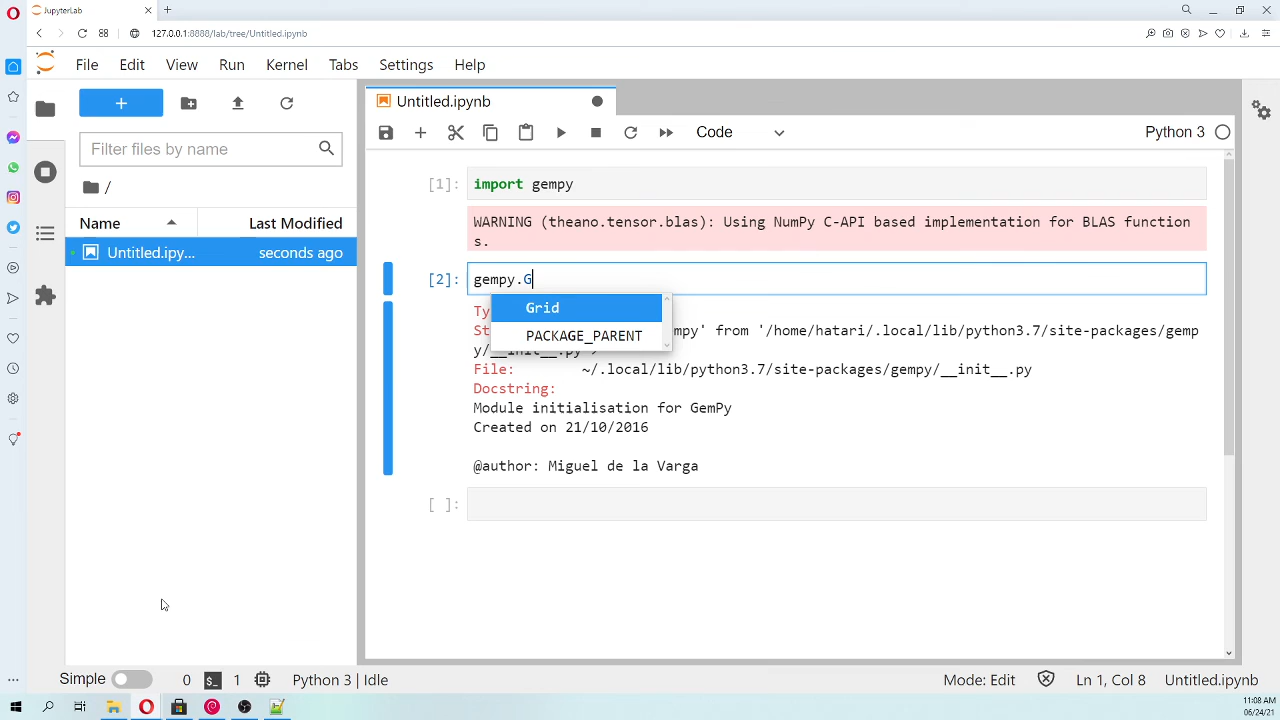 JupyterLab
127.0.0.1:8888/lab/tree/Untitled.ipynb
File Edit View Run Kernel Tabs Settings Help
Untitled.ipynb
Code
Python 3
Filter files by name
/
Name Last Modified
Untitled.ipy... seconds ago
[1]: import gempy
WARNING (theano.tensor.blas): Using NumPy C-API based implementation for BLAS function
s.
[2]: gempy.G
Grid
PACKAGE_PARENT
Ty
St mpy' from '/home/hatari/.local/lib/python3.7/site-packages/gemp
y/__init__.py'>
File: ~/.local/lib/python3.7/site-packages/gempy/__init__.py
Docstring:
Module initialisation for GemPy
Created on 21/10/2016
@author: Miguel de la Varga
[ ]:
Simple 0 $_ 1 Python 3 | Idle Mode: Edit Ln 1, Col 8 Untitled.ipynb
11:08 AM
06/24/21